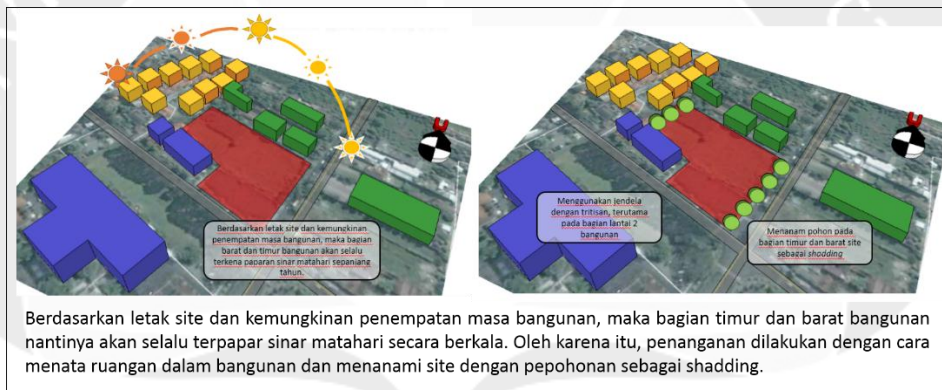 Berdasarkan letak site dan kemungkinan
penempatan masa bangunan, maka bagian
barat dan timur bangunan akan selalu
terkena paparan sinar matahari sepanjang
tahun.
Menggunakan jendela
dengan tritisan, terutama
pada bagian lantai 2
bangunan
Menanam pohon pada
bagian timur dan barat site
sebagai shodding
Berdasarkan letak site dan kemungkinan penempatan masa bangunan, maka bagian timur dan barat bangunan
nantinya akan selalu terpapar sinar matahari secara berkala. Oleh karena itu, penanganan dilakukan dengan cara
menata ruangan dalam bangunan dan menanami site dengan pepohonan sebagai shadding.